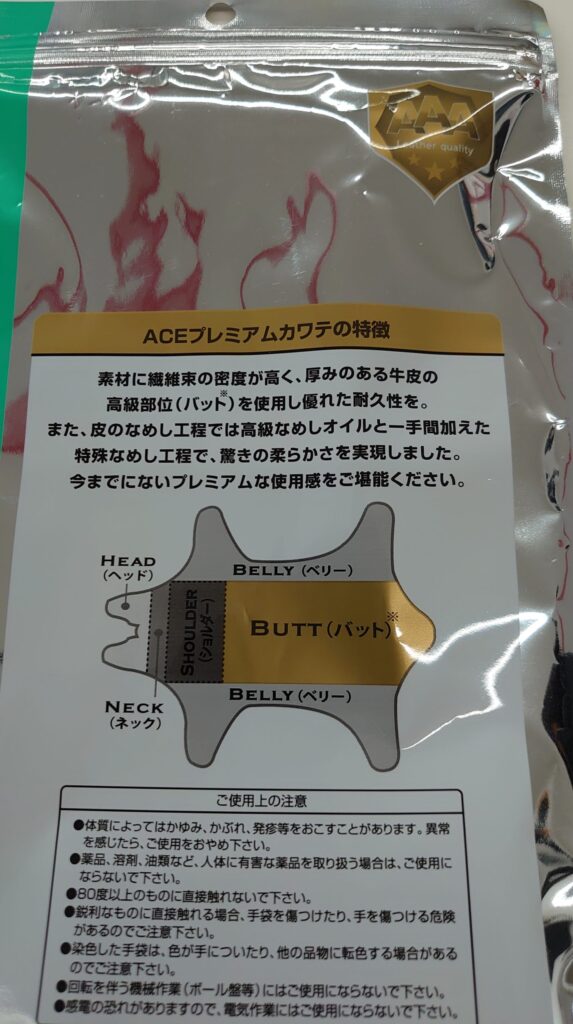 AAA
Leather quality
ACEプレミアムカワテの特徴
素材に繊維束の密度が高く、厚みのある牛皮の
高級部位(バット※)を使用し優れた耐久性を。
また、皮のなめし工程では高級なめしオイルと一手間加えた
特殊なめし工程で、驚きの柔らかさを実現しました。
今までにないプレミアムな使用感をご堪能ください。
HEAD
(ヘッド)
BELLY(ベリー)
SHOULDER
(ショルダー)
BUTT(バット)※
NECK
(ネック)
BELLY(ベリー)
ご使用上の注意
●体質によってはかゆみ、かぶれ、発疹等をおこすことがあります。異常
を感じたら、ご使用をおやめ下さい。
●薬品、溶剤、油類など、人体に有害な薬品を取り扱う場合は、ご使用に
ならないで下さい。
●80度以上のものに直接触れないで下さい。
●鋭利なものに直接触れる場合、手袋を傷つけたり、手を傷つける危険
があるのでご注意下さい。
●染色した手袋は、色が手についたり、他の品物に転色する場合がある
のでご注意下さい。
●回転を伴う機械作業(ボール盤等)にはご使用にならないで下さい。
●感電の恐れがありますので、電気作業にはご使用にならないで下さい。